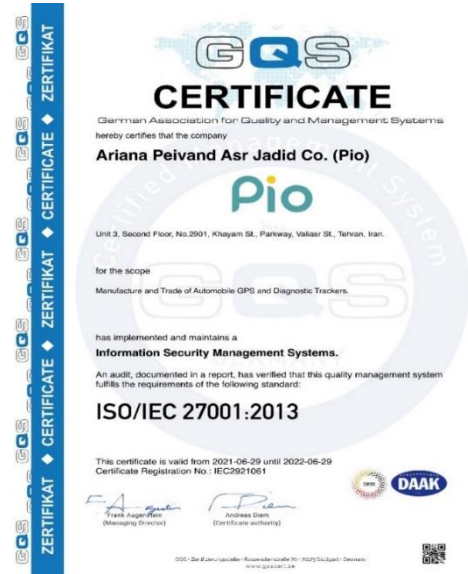 GQS
CERTIFICATE
German Association for Quality and Management Systems
hereby certifies that the company
Ariana Peivand Asr Jadid Co. (Pio)
Pio
Unit 3, Second Floor, No.2901, Khayam St., Parkway, Valiasr St., Tehran, Iran.
for the scope
Manufacture and Trade of Automobile GPS and Diagnostic Trackers.
has implemented and maintains a
Information Security Management Systems.
An audit, documented in a report, has verified that this quality management system
fulfills the requirements of the following standard:
ISO/IEC 27001:2013
This certificate is valid from 2021-06-29 until 2022-06-29
Certificate Registration No.: IEC2921061
Frank Augenstein
(Managing Director)
Andreas Diem
(Certificate authority)
DAAK
GQS ZERTIFIKAT ◆ CERTIFICATE ◆ ZERTIFIKAT ◆ CERTIFICATE ◆ ZERTIFIKAT
Certified Management System